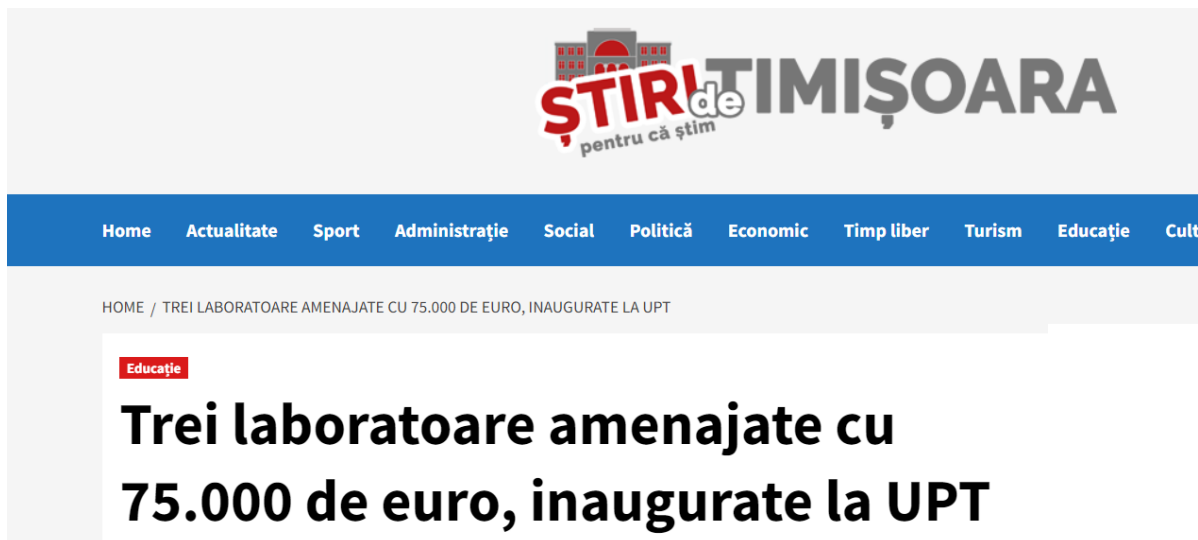 ȘTIRI de TIMIȘOARA
pentru că știm
Home Actualitate Sport Administrație Social Politică Economic Timp liber Turism Educație Cult
HOME / TREI LABORATOARE AMENAJATE CU 75.000 DE EURO, INAUGURATE LA UPT
Educație
Trei laboratoare amenajate cu
75.000 de euro, inaugurate la UPT